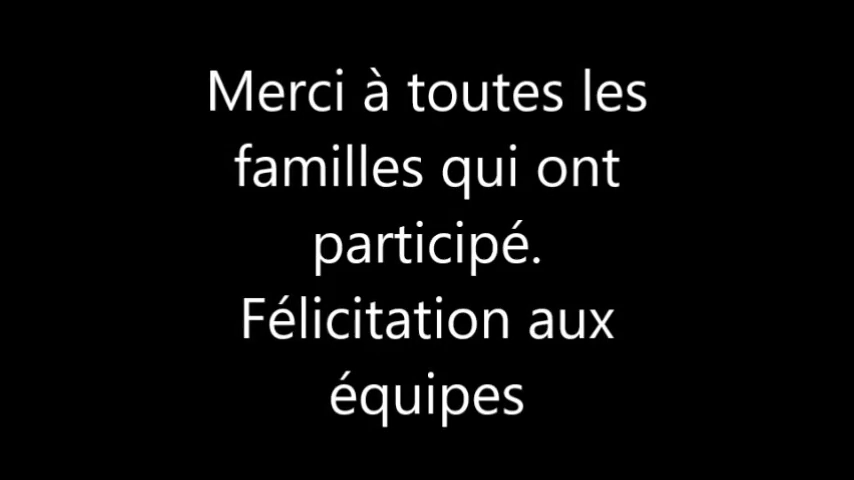 Merci à toutes les
familles qui ont
participé.
Félicitation aux
équipes